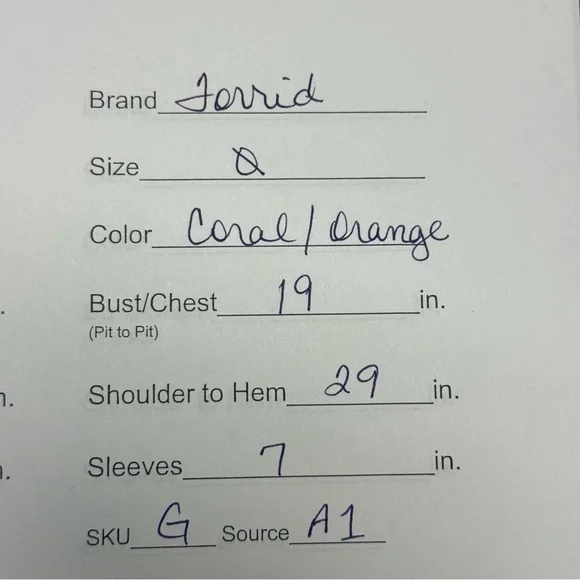 Brand Torrid
Size 0
Color Coral/Orange
Bust/Chest 19 in.
(Pit to Pit)
Shoulder to Hem 29 in.
Sleeves 7 in.
SKU G Source A1